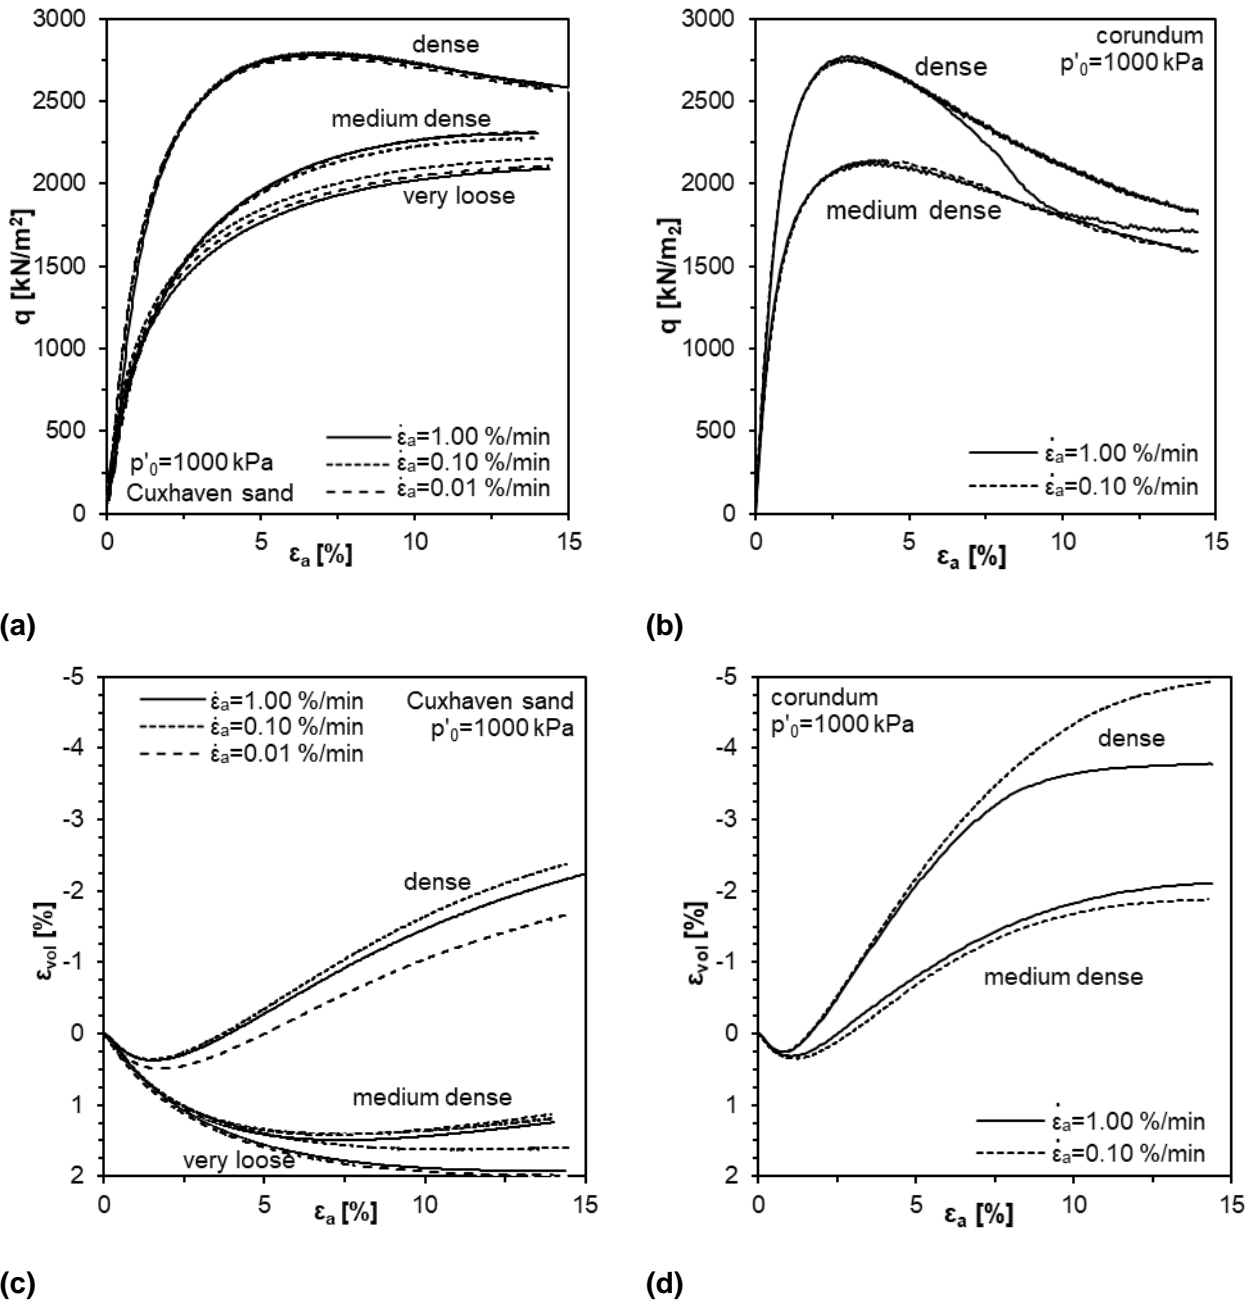 3000
2500
2000
1500
1000
500
0
q [kN/m²]
dense
medium dense
very loose
ε̇a=1.00 %/min
ε̇a=0.10 %/min
ε̇a=0.01 %/min
p'0=1000 kPa
Cuxhaven sand
0 5 10 15
εa [%]
(a)
3000
2500
2000
1500
1000
500
0
q [kN/m2]
corundum
p'0=1000 kPa
dense
medium dense
ε̇a=1.00 %/min
ε̇a=0.10 %/min
0 5 10 15
εa [%]
(b)
-5
-4
-3
-2
-1
0
1
2
εvol [%]
ε̇a=1.00 %/min
ε̇a=0.10 %/min
ε̇a=0.01 %/min
Cuxhaven sand
p'0=1000 kPa
dense
medium dense
very loose
0 5 10 15
εa [%]
(c)
-5
-4
-3
-2
-1
0
1
2
εvol [%]
corundum
p'0=1000 kPa
dense
medium dense
ε̇a=1.00 %/min
ε̇a=0.10 %/min
0 5 10 15
εa [%]
(d)